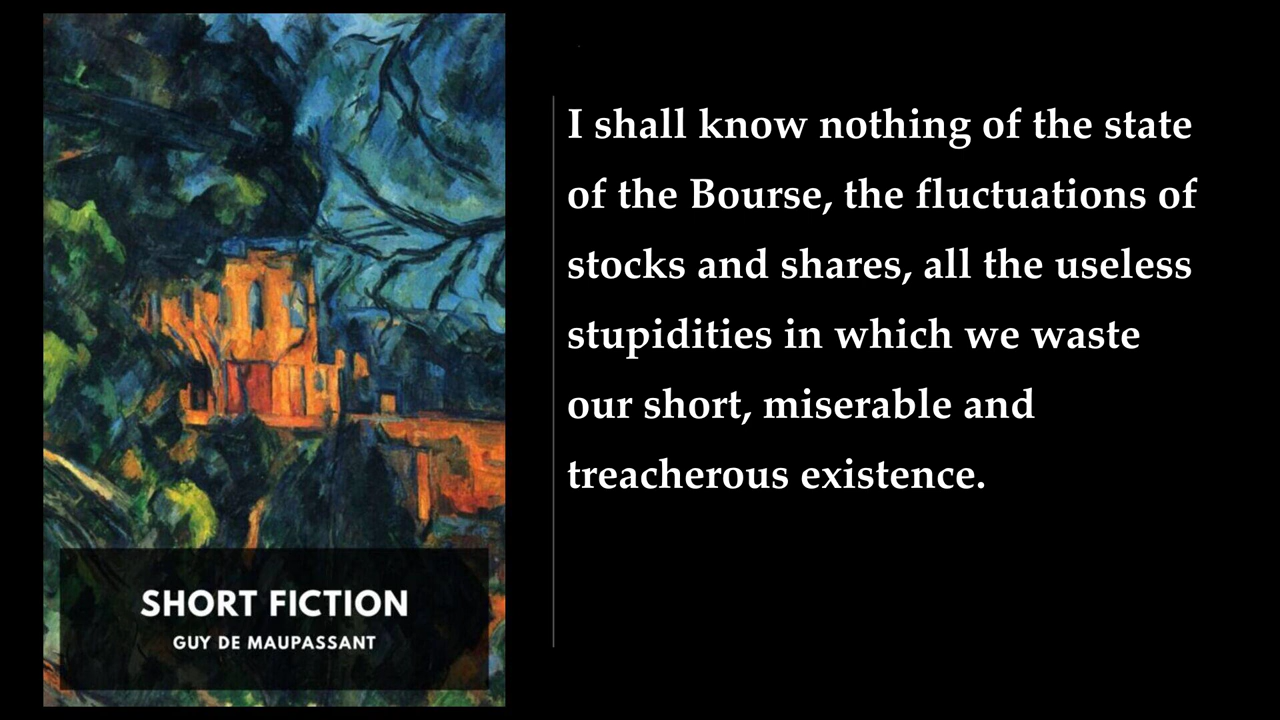 I shall know nothing of the state
of the Bourse, the fluctuations of
stocks and shares, all the useless
stupidities in which we waste
our short, miserable and
treacherous existence.
SHORT FICTION
GUY DE MAUPASSANT